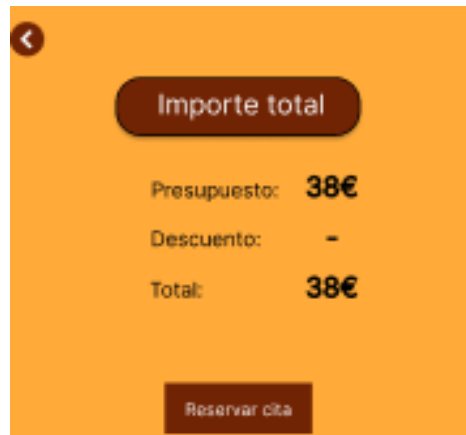 Importe total
Presupuesto: 38€
Descuento: -
Total: 38€
Reservar cita